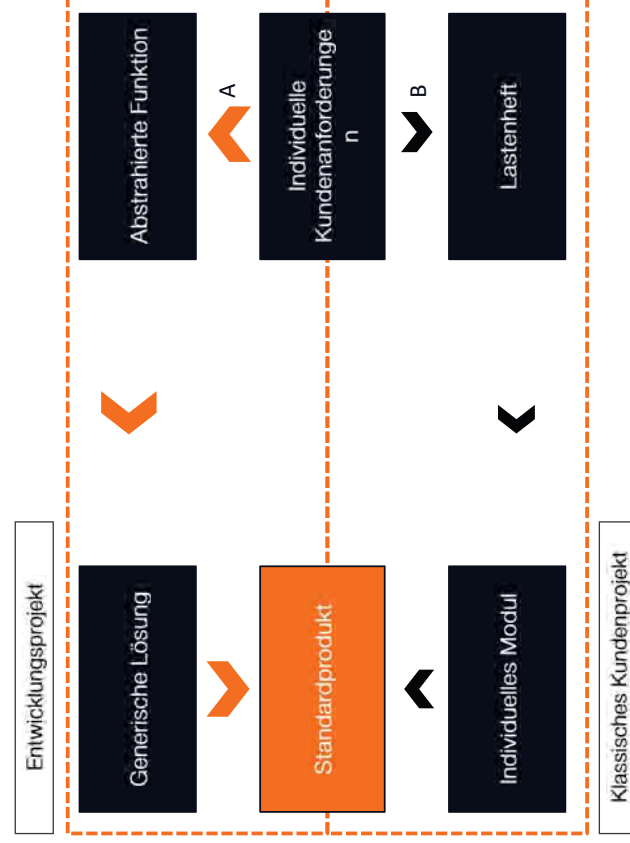 Entwicklungsprojekt
Generische Lösung
Abstrahierte Funktion
A
Standardprodukt
Individuelle
Kundenanforderunge
n
B
Individuelles Modul
Lastenheft
Klassisches Kundenprojekt